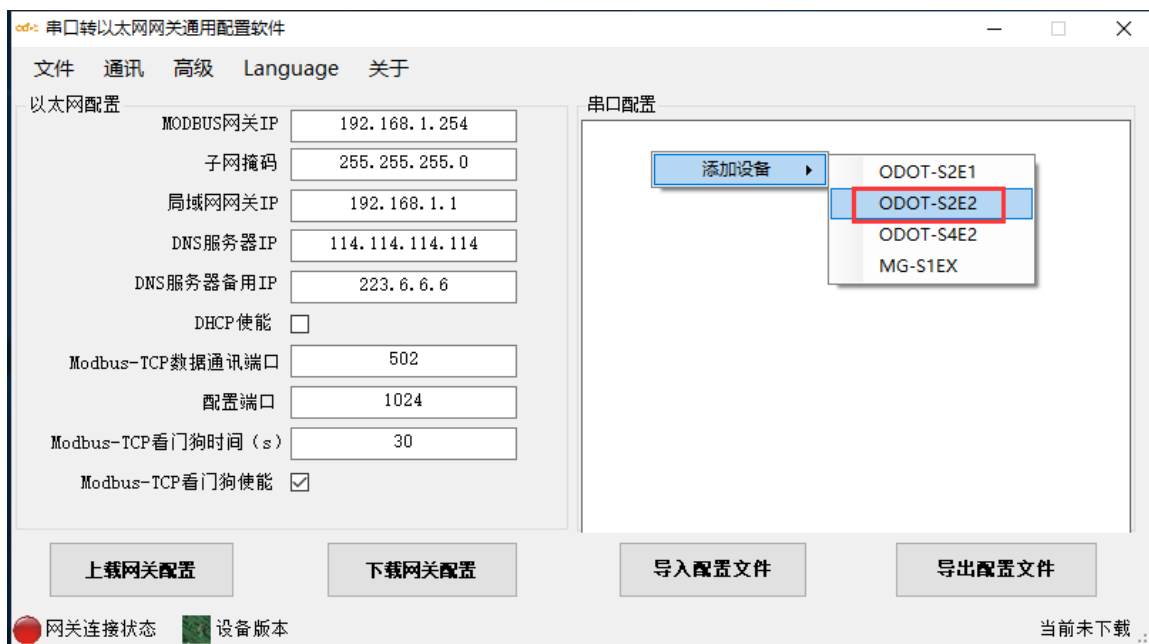 串口转以太网网关通用配置软件
文件 通讯 高级 Language 关于
以太网配置
MODBUS网关IP 192.168.1.254
子网掩码 255.255.255.0
局域网网关IP 192.168.1.1
DNS服务器IP 114.114.114.114
DNS服务器备用IP 223.6.6.6
DHCP使能
Modbus-TCP数据通讯端口 502
配置端口 1024
Modbus-TCP看门狗时间（s） 30
Modbus-TCP看门狗使能
串口配置
添加设备
ODOT-S2E1
ODOT-S2E2
ODOT-S4E2
MG-S1EX
上载网关配置 下载网关配置 导入配置文件 导出配置文件
网关连接状态 设备版本 当前未下载